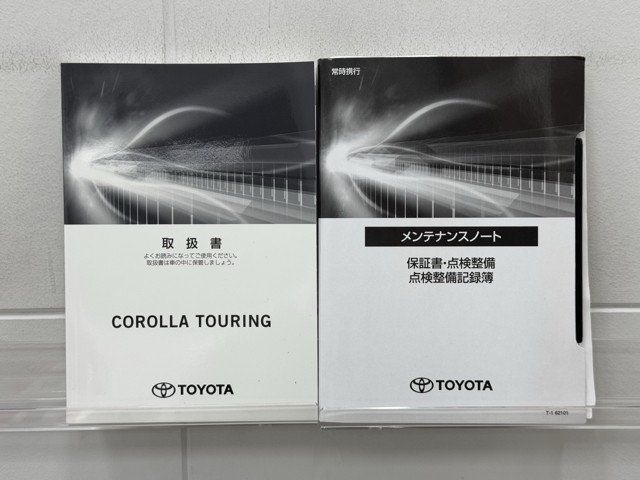 取扱書
よくお読みになってご使用ください。
取扱書は車の中に保管しましょう。
COROLLA TOURING
TOYOTA
常時携行
メンテナンスノート
保証書・点検整備
点検整備記録簿
TOYOTA
T-1 82101